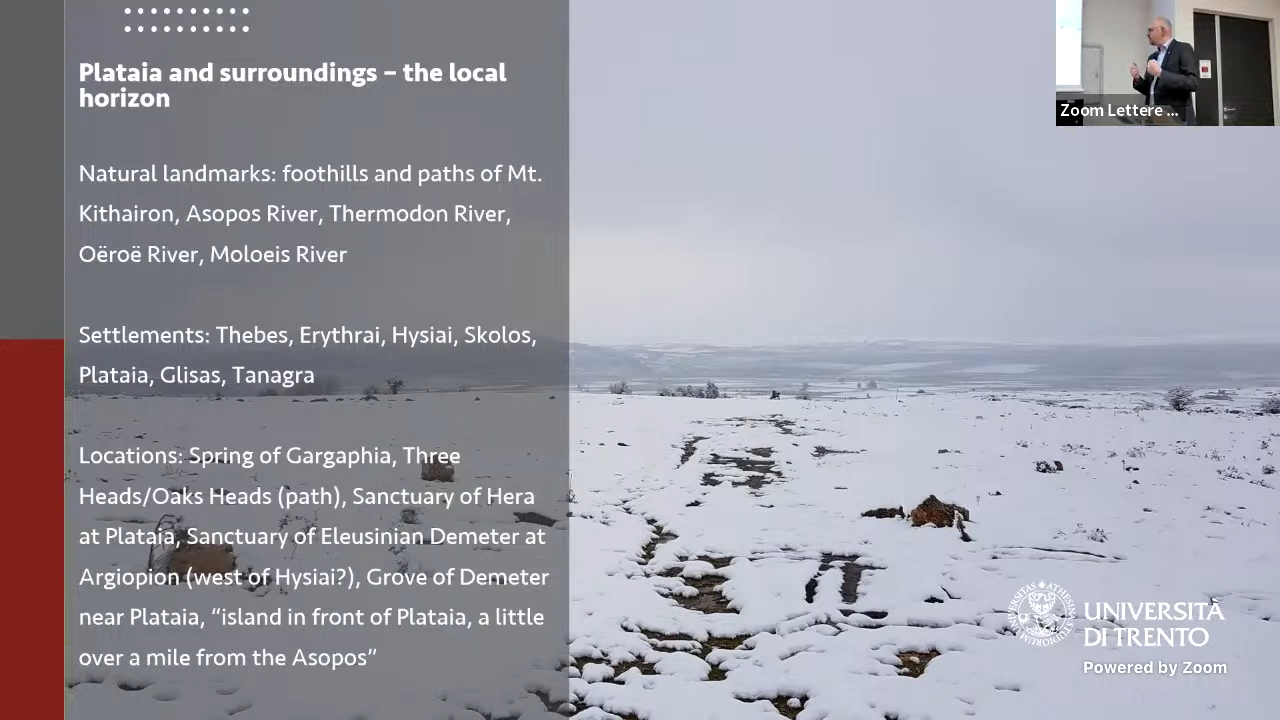 Plataia and surroundings – the local
horizon
Natural landmarks: foothills and paths of Mt.
Kithairon, Asopos River, Thermodon River,
Oëroë River, Moloeis River
Settlements: Thebes, Erythrai, Hysiai, Skolos,
Plataia, Glisas, Tanagra
Locations: Spring of Gargaphia, Three
Heads/Oaks Heads (path), Sanctuary of Hera
at Plataia, Sanctuary of Eleusinian Demeter at
Argiopion (west of Hysiai?), Grove of Demeter
near Plataia, “island in front of Plataia, a little
over a mile from the Asopos”
Zoom Lettere ...
UNIVERSITÀ
DI TRENTO
Powered by Zoom